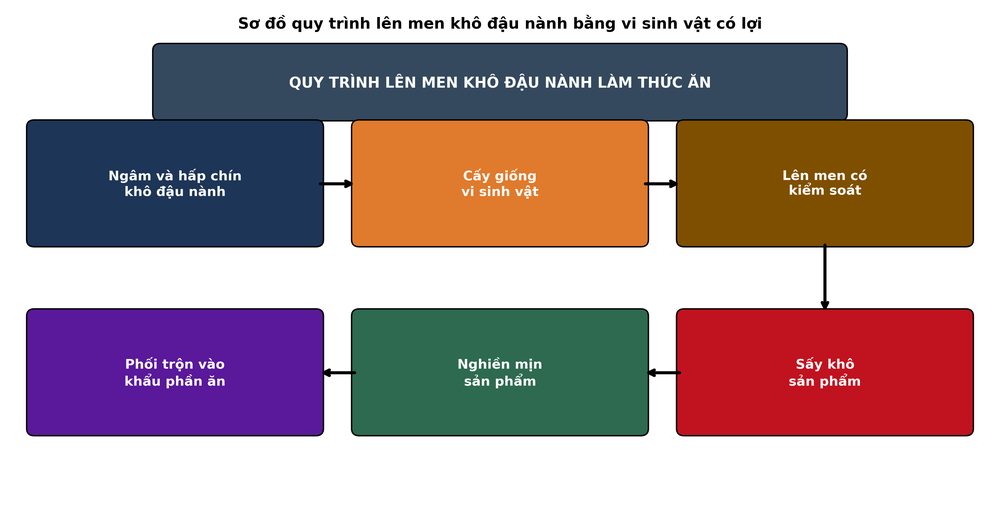 Sơ đồ quy trình lên men khô đậu nành bằng vi sinh vật có lợi
QUY TRÌNH LÊN MEN KHÔ ĐẬU NÀNH LÀM THỨC ĂN
Ngâm và hấp chín
khô đậu nành
Cấy giống
vi sinh vật
Lên men có
kiểm soát
Sấy khô
sản phẩm
Nghiền mịn
sản phẩm
Phối trộn vào
khẩu phần ăn